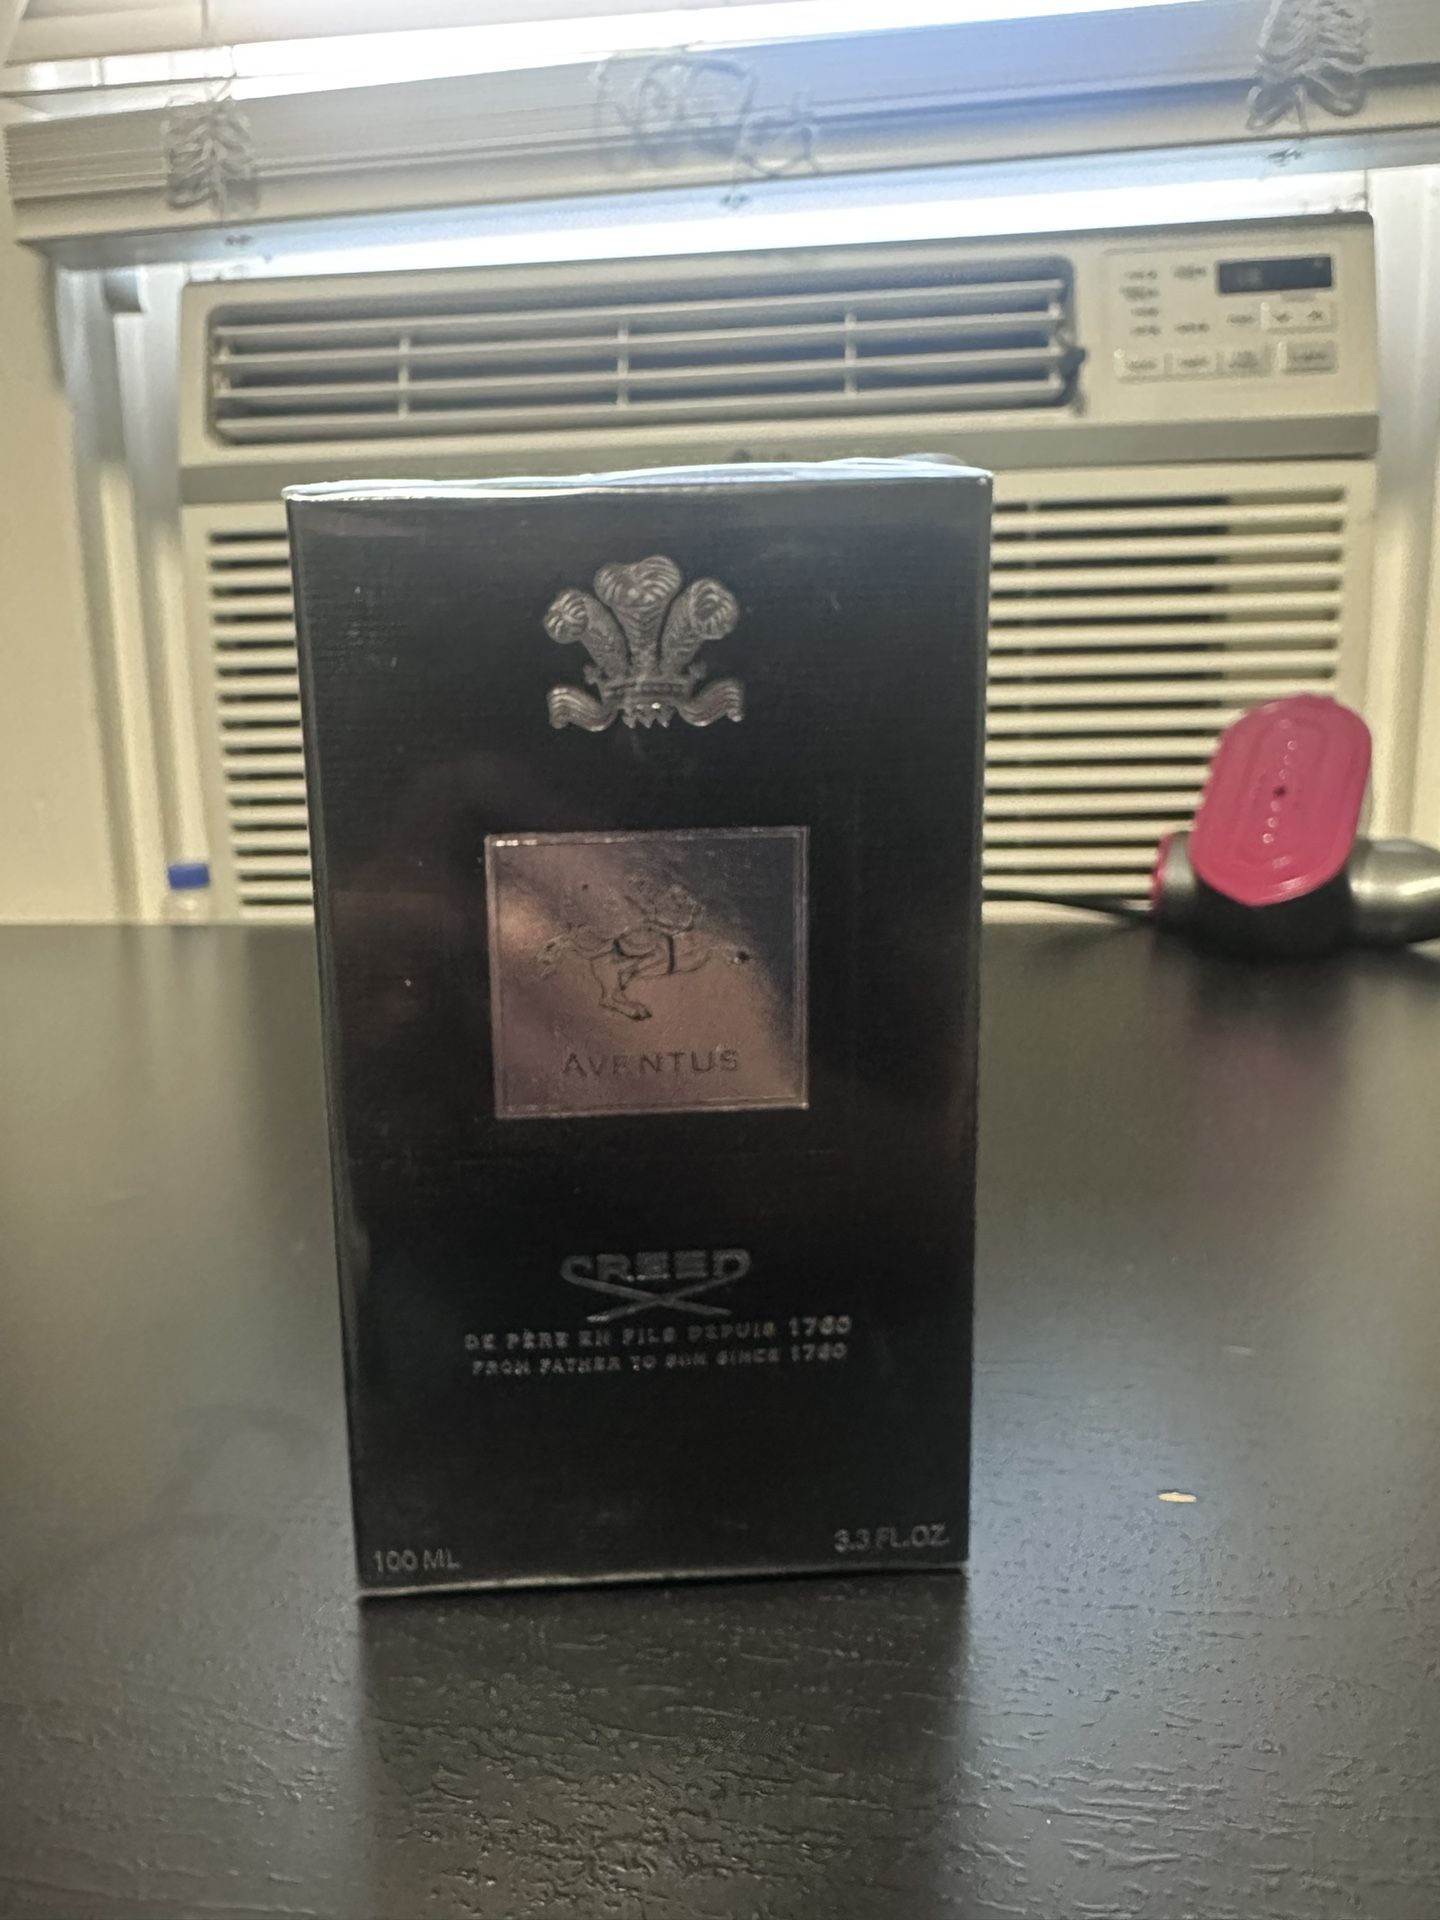 AVENTUS
CREED
DE PÈRE EN FILS DEPUIS 1760
FROM FATHER TO SON SINCE 1760
100 ML
3.3 FL.OZ.